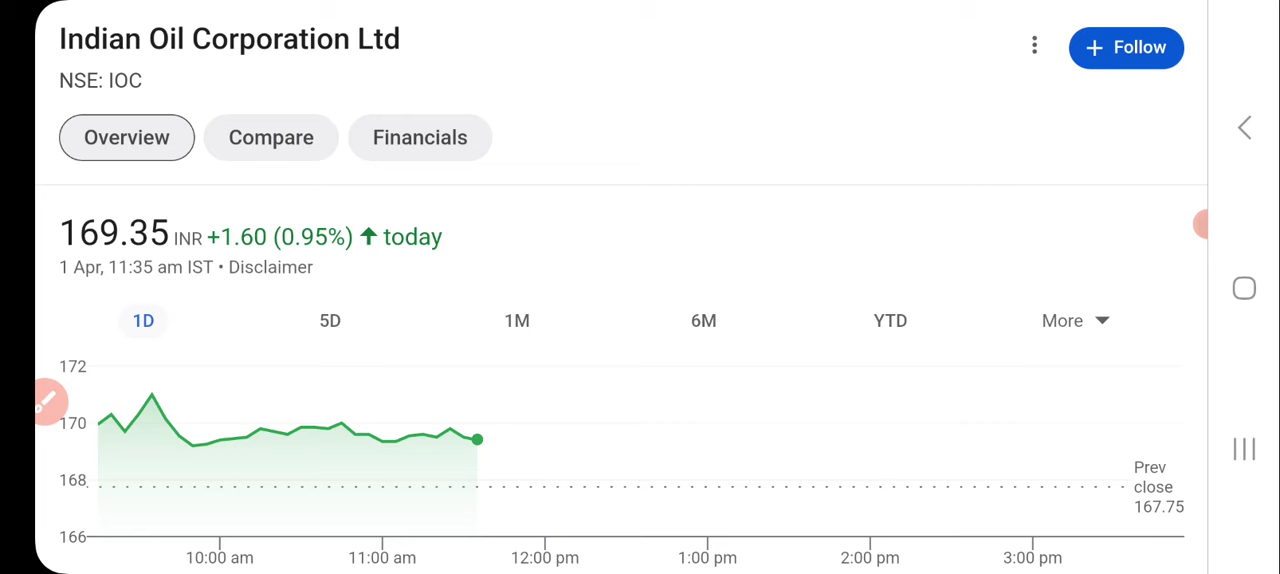 Indian Oil Corporation Ltd
+ Follow
NSE: IOC
Overview Compare Financials
169.35 INR +1.60 (0.95%) ↑ today
1 Apr, 11:35 am IST • Disclaimer
1D 5D 1M 6M YTD More
172
170
168
166
Prev
close
167.75
10:00 am 11:00 am 12:00 pm 1:00 pm 2:00 pm 3:00 pm